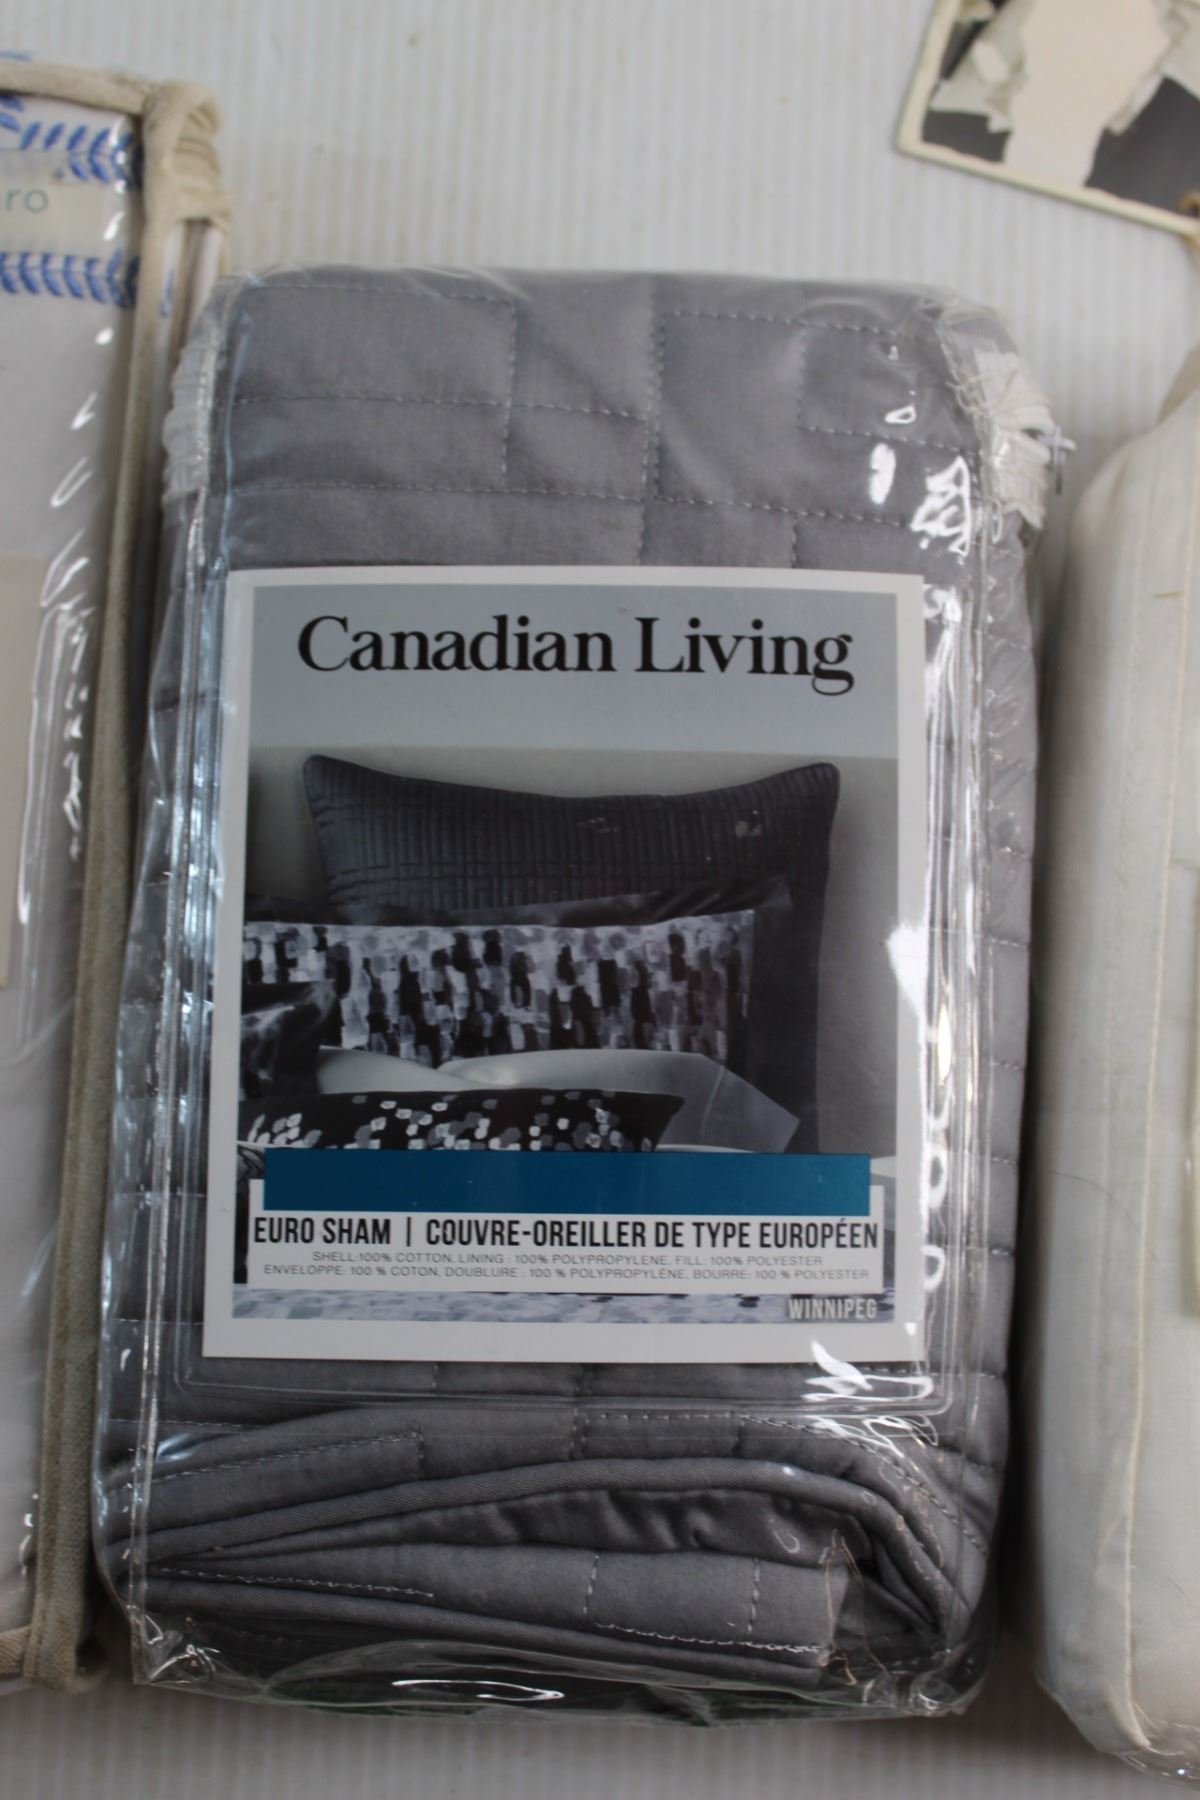 ro
Canadian Living
EURO SHAM | COUVRE-OREILLER DE TYPE EUROPÉEN
SHELL:100% COTTON, LINING : 100% POLYPROPYLENE, FILL: 100% POLYESTER
ENVELOPPE: 100 % COTON, DOUBLURE : 100 % POLYPROPYLÈNE, BOURRE: 100 % POLYESTER
WINNIPEG